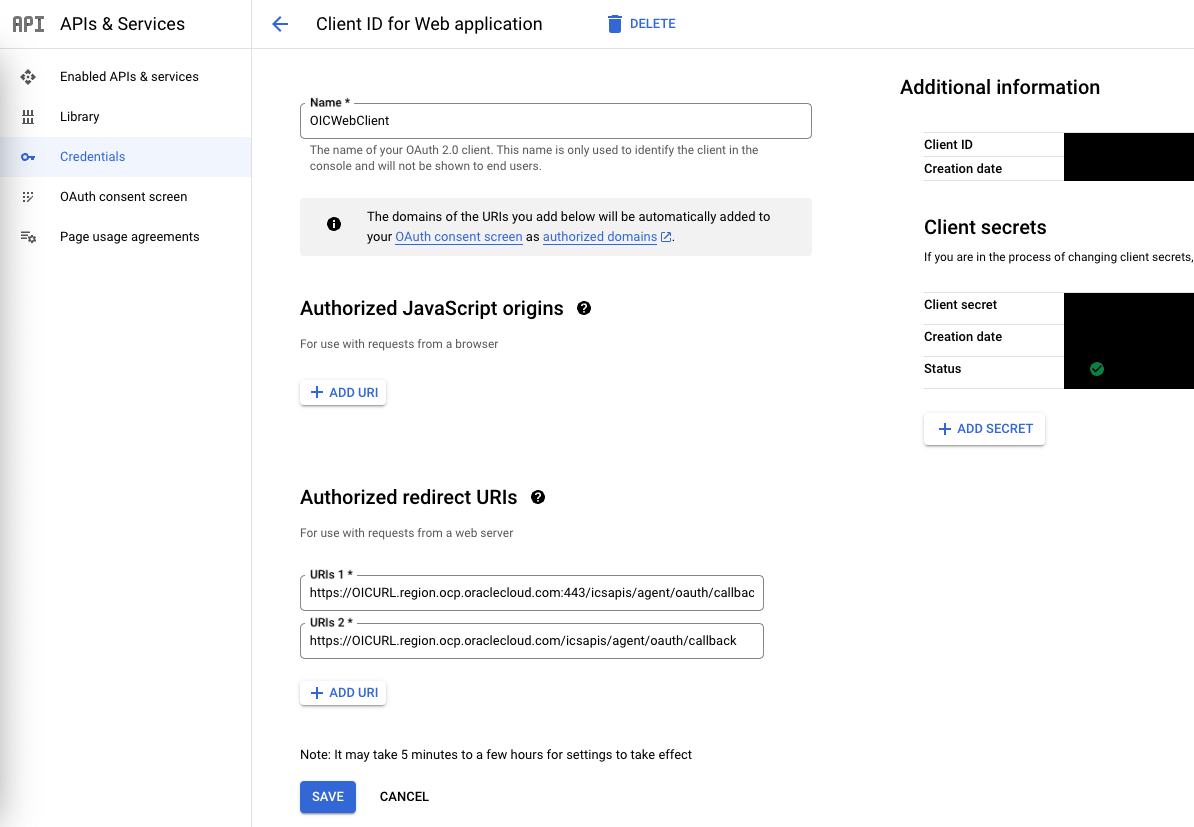 API APIs & Services
Client ID for Web application
DELETE
Enabled APIs & services
Library
Credentials
OAuth consent screen
Page usage agreements
Name *
OICWebClient
The name of your OAuth 2.0 client. This name is only used to identify the client in the
console and will not be shown to end users.
The domains of the URIs you add below will be automatically added to
your OAuth consent screen as authorized domains.
Authorized JavaScript origins
For use with requests from a browser
ADD URI
Authorized redirect URIs
For use with requests from a web server
URIs 1 *
https://OICURL.region.ocp.oraclecloud.com:443/icsapis/agent/oauth/callbac
URIs 2 *
https://OICURL.region.ocp.oraclecloud.com/icsapis/agent/oauth/callback
ADD URI
Note: It may take 5 minutes to a few hours for settings to take effect
SAVE
CANCEL
Additional information
Client ID
Creation date
Client secrets
If you are in the process of changing client secrets,
Client secret
Creation date
Status
ADD SECRET